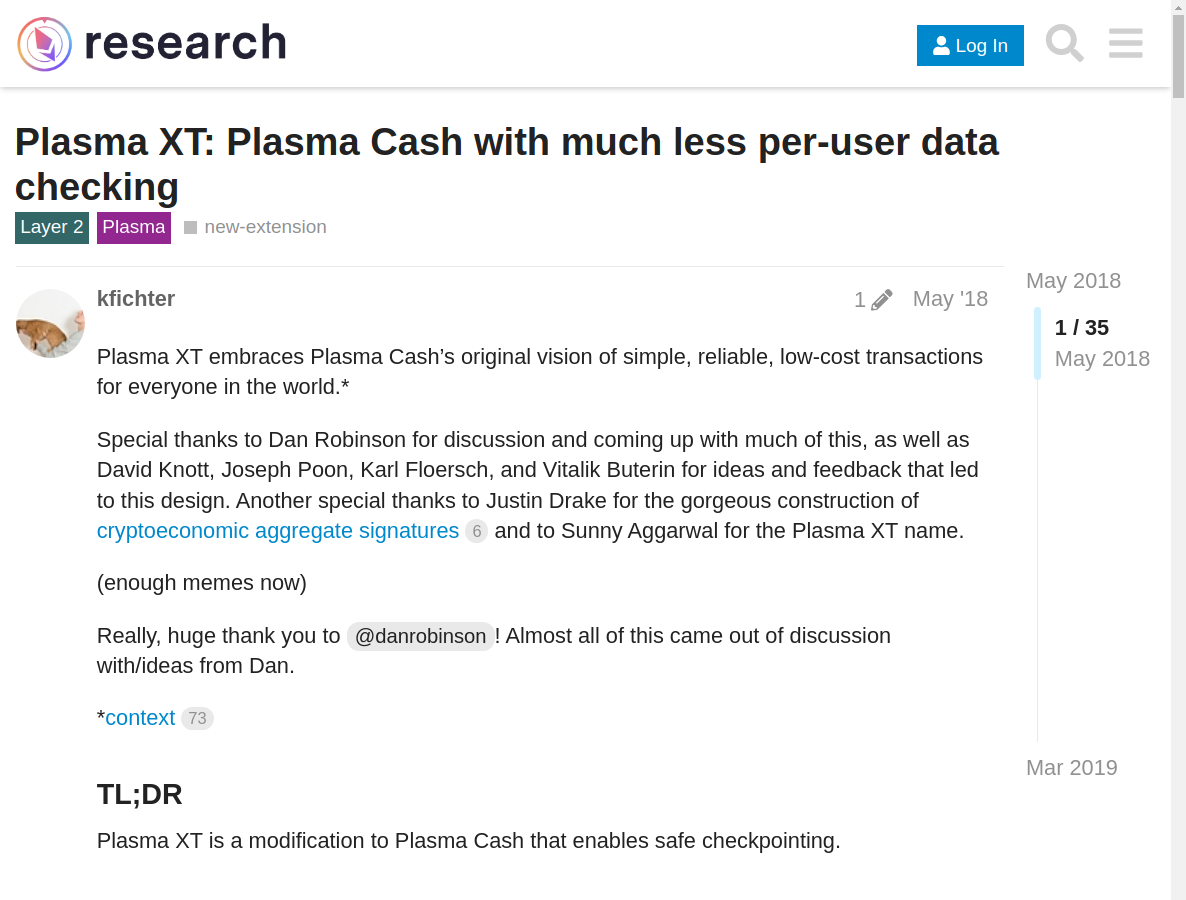 research
Log In
Plasma XT: Plasma Cash with much less per-user data
checking
Layer 2 Plasma new-extension
kfichter
1 May '18
Plasma XT embraces Plasma Cash’s original vision of simple, reliable, low-cost transactions
for everyone in the world.*
Special thanks to Dan Robinson for discussion and coming up with much of this, as well as
David Knott, Joseph Poon, Karl Floersch, and Vitalik Buterin for ideas and feedback that led
to this design. Another special thanks to Justin Drake for the gorgeous construction of
cryptoeconomic aggregate signatures 6 and to Sunny Aggarwal for the Plasma XT name.
(enough memes now)
Really, huge thank you to @danrobinson! Almost all of this came out of discussion
with/ideas from Dan.
*context 73
TL;DR
Plasma XT is a modification to Plasma Cash that enables safe checkpointing.
May 2018
1 / 35
May 2018
Mar 2019